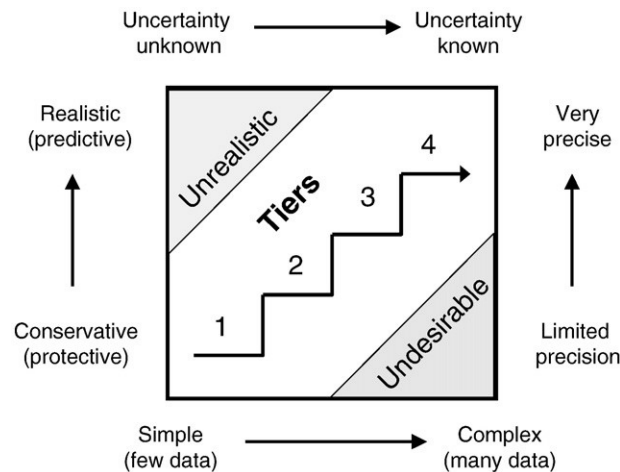 Uncertainty
unknown
Uncertainty
known
Realistic
(predictive)
Conservative
(protective)
Unrealistic
Tiers
1
2
3
4
Undesirable
Very
precise
Limited
precision
Simple
(few data)
Complex
(many data)